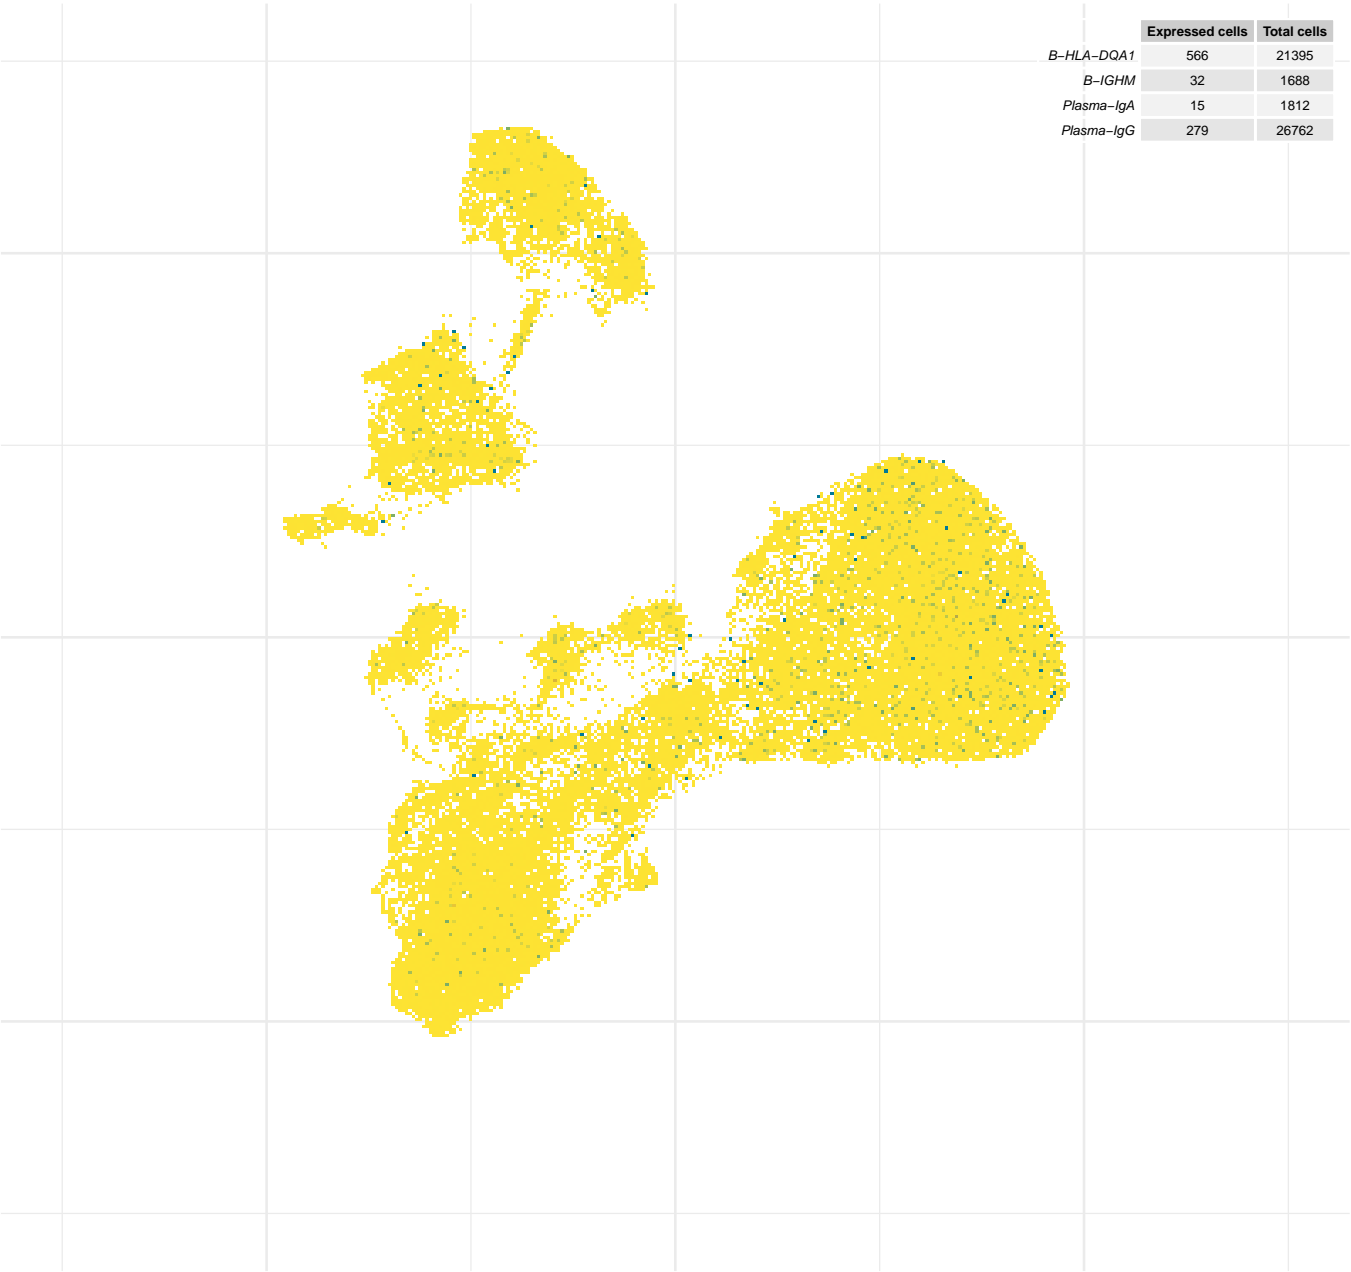 Expressed cells Total cells
B−HLA−DQA1 566 21395
B−IGHM 32 1688
Plasma−IgA 15 1812
Plasma−IgG 279 26762